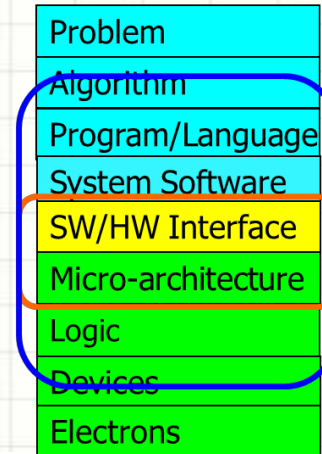 Problem
Algorithm
Program/Language
System Software
SW/HW Interface
Micro-architecture
Logic
Devices
Electrons